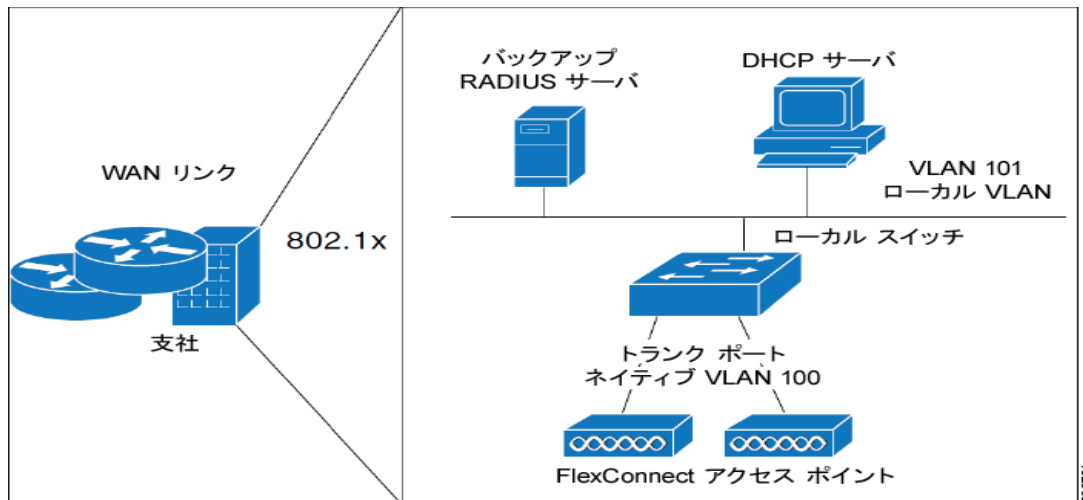 WAN リンク
802.1x
支社
バックアップ
RADIUS サーバ
DHCP サーバ
VLAN 101
ローカル VLAN
ローカル スイッチ
トランク ポート
ネイティブ VLAN 100
FlexConnect アクセス ポイント